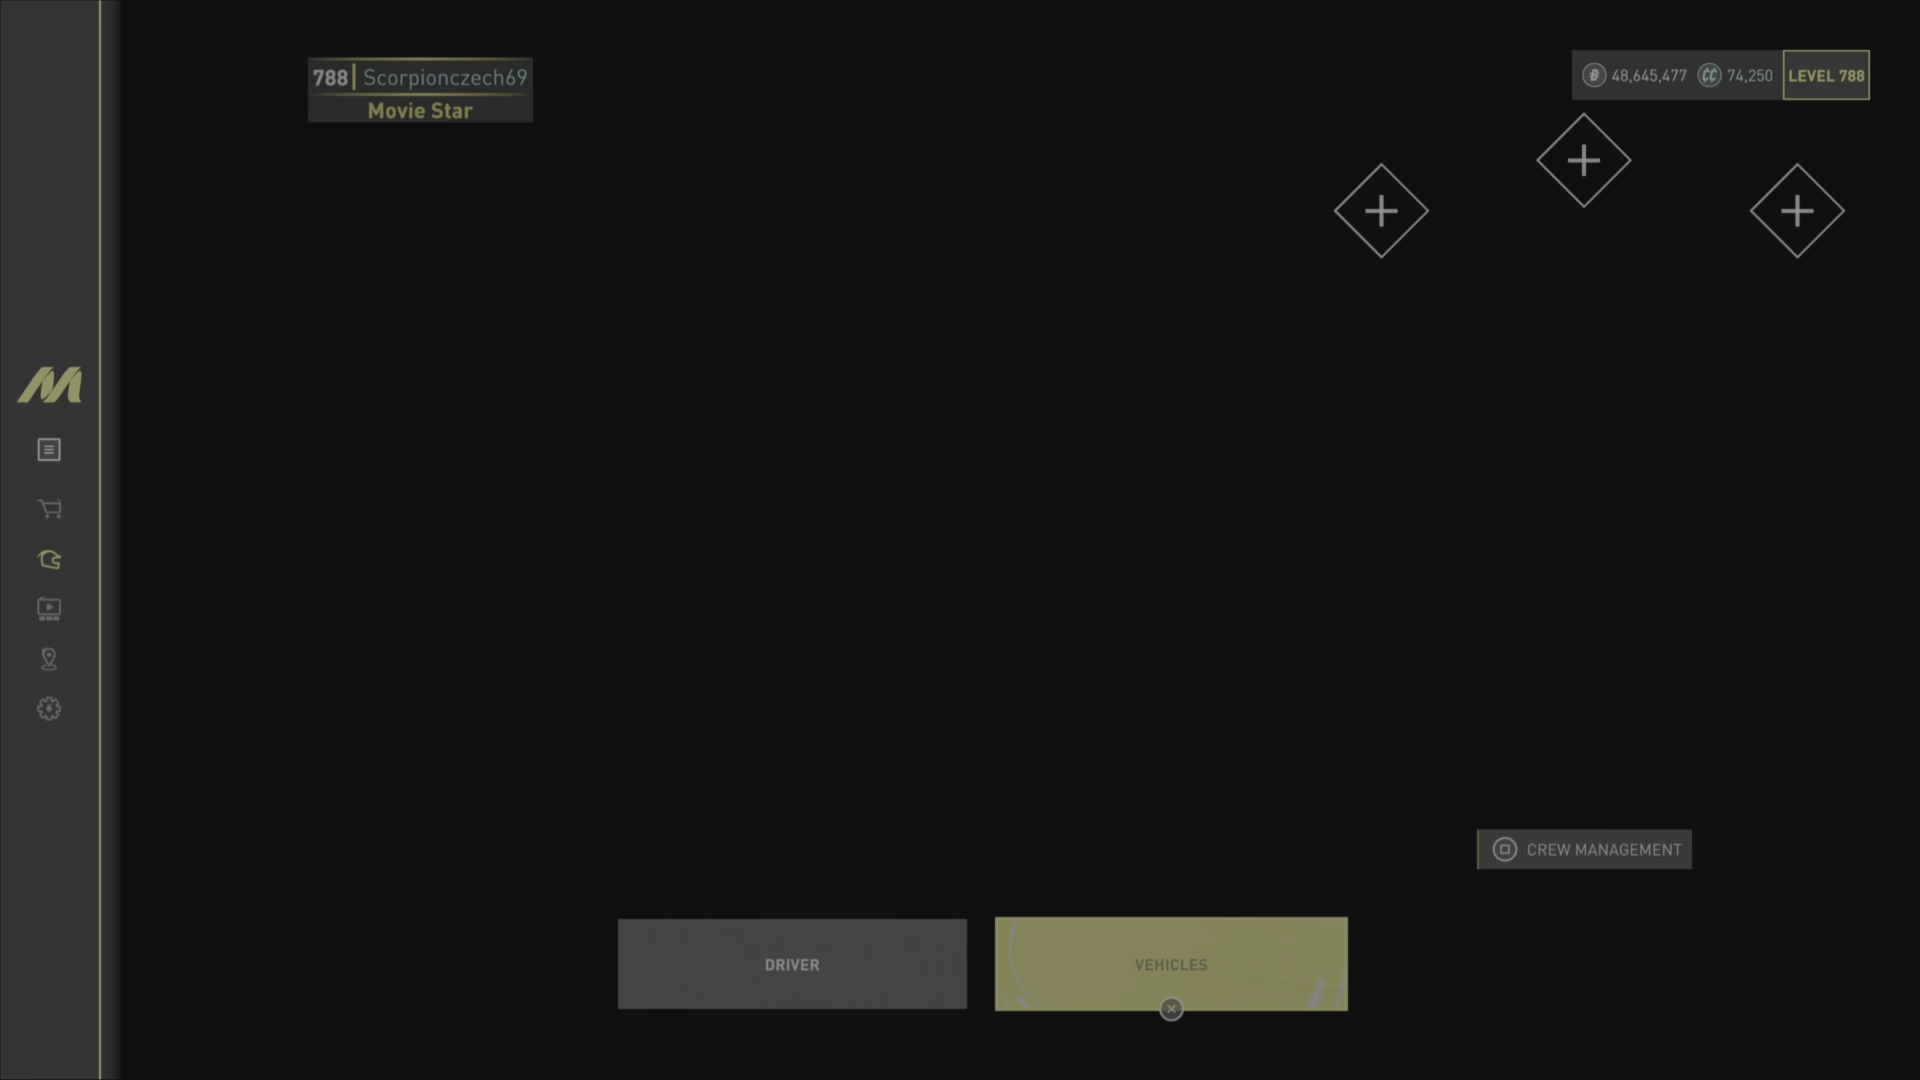 788 Scorpionczech69
Movie Star
48,645,477 74,250 LEVEL 788
CREW MANAGEMENT
DRIVER
VEHICLES